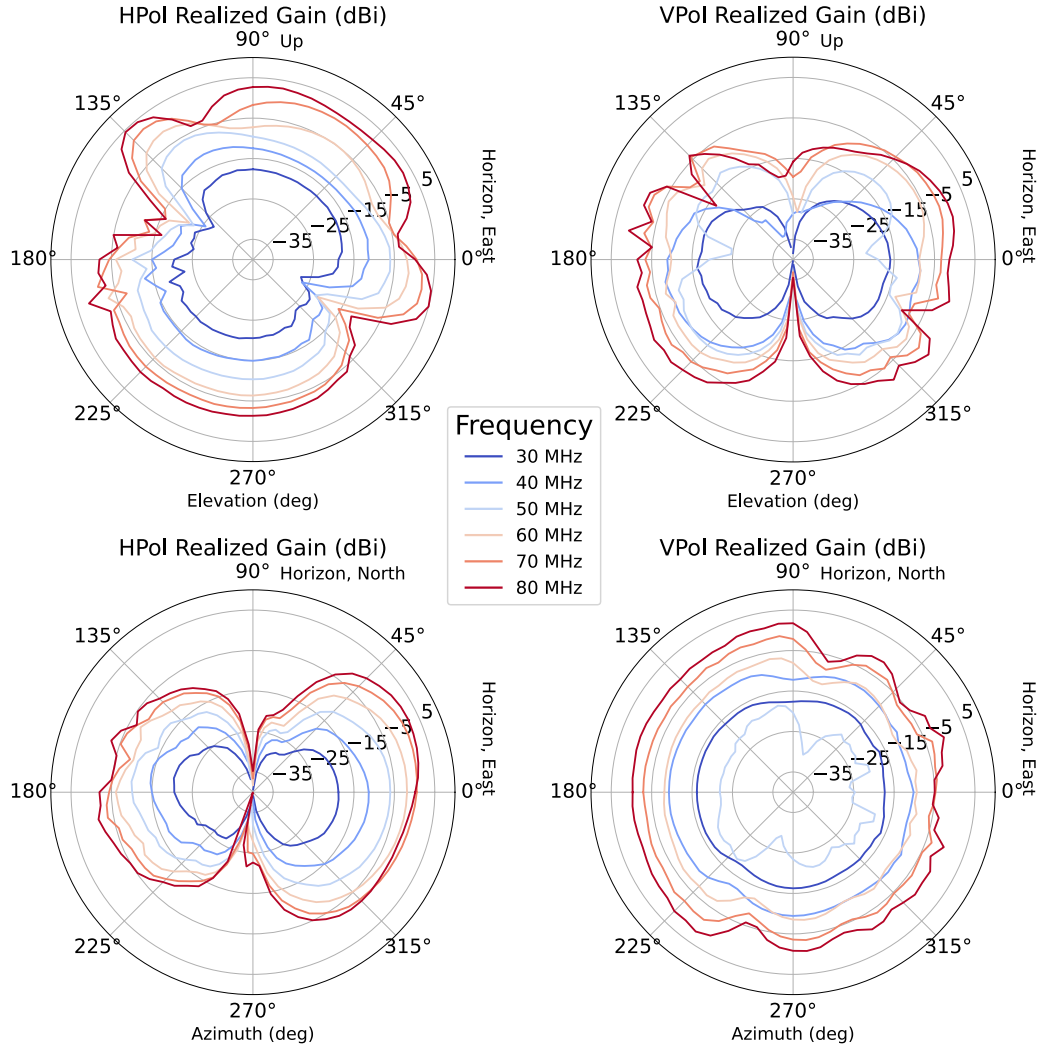 HPol Realized Gain (dBi)
90° Up
135°
45°
Horizon, East
5
−5
−15
−25
−35
180°
0°
225°
315°
270°
Elevation (deg)
VPol Realized Gain (dBi)
90° Up
135°
45°
Horizon, East
5
−5
−15
−25
−35
180°
0°
225°
315°
270°
Elevation (deg)
Frequency
30 MHz
40 MHz
50 MHz
60 MHz
70 MHz
80 MHz
HPol Realized Gain (dBi)
90° Horizon, North
135°
45°
Horizon, East
5
−5
−15
−25
−35
180°
0°
225°
315°
270°
Azimuth (deg)
VPol Realized Gain (dBi)
90° Horizon, North
135°
45°
Horizon, East
5
−5
−15
−25
−35
180°
0°
225°
315°
270°
Azimuth (deg)